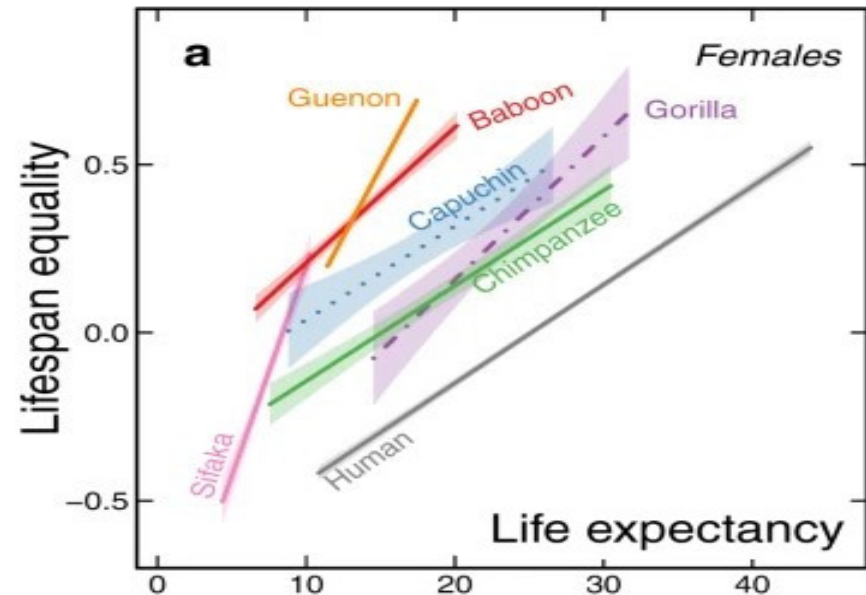 a
Females
Guenon
Baboon
Gorilla
Capuchin
Chimpanzee
Sifaka
Human
Lifespan equality
0.5
0.0
−0.5
Life expectancy
0 10 20 30 40